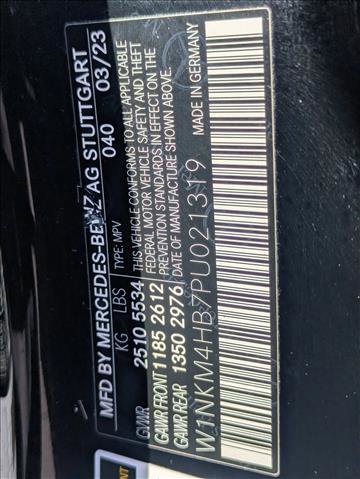 MFD BY MERCEDES-BENZ AG STUTTGART
040 03/23
KG LBS TYPE: MPV
GVWR 2510 5534
GAWR FRONT 1185 2612
GAWR REAR 1350 2976
THIS VEHICLE CONFORMS TO ALL APPLICABLE
FEDERAL MOTOR VEHICLE SAFETY AND THEFT
PREVENTION STANDARDS IN EFFECT ON THE
DATE OF MANUFACTURE SHOWN ABOVE.
W1NKM4HB7PU021319 MADE IN GERMANY